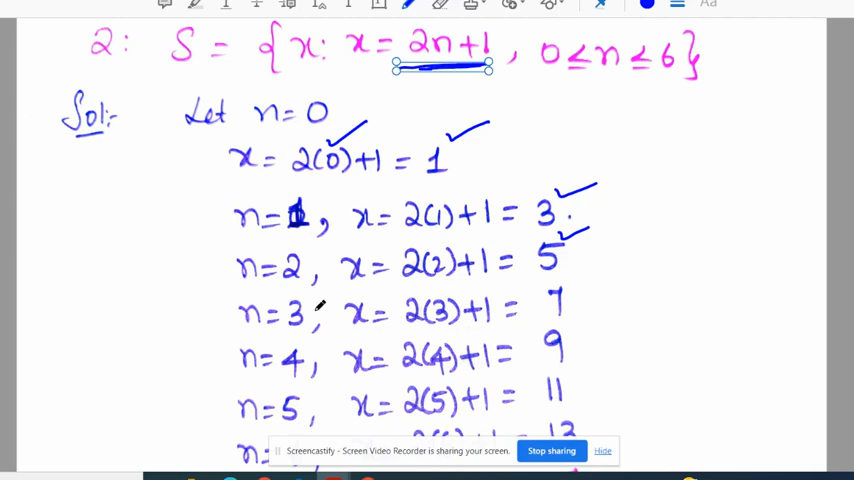 Aa
2: S = {x: x = 2n+1, 0≤n≤6}
Sol:- Let n=0
x= 2(0)+1 = 1
n=1, x= 2(1)+1= 3.
n=2, x= 2(2)+1= 5
n=3, x= 2(3)+1 = 7
n=4, x= 2(4)+1= 9
n=5, x= 2(5)+1= 11
n= 13
Screencastify - Screen Video Recorder is sharing your screen. Stop sharing Hide